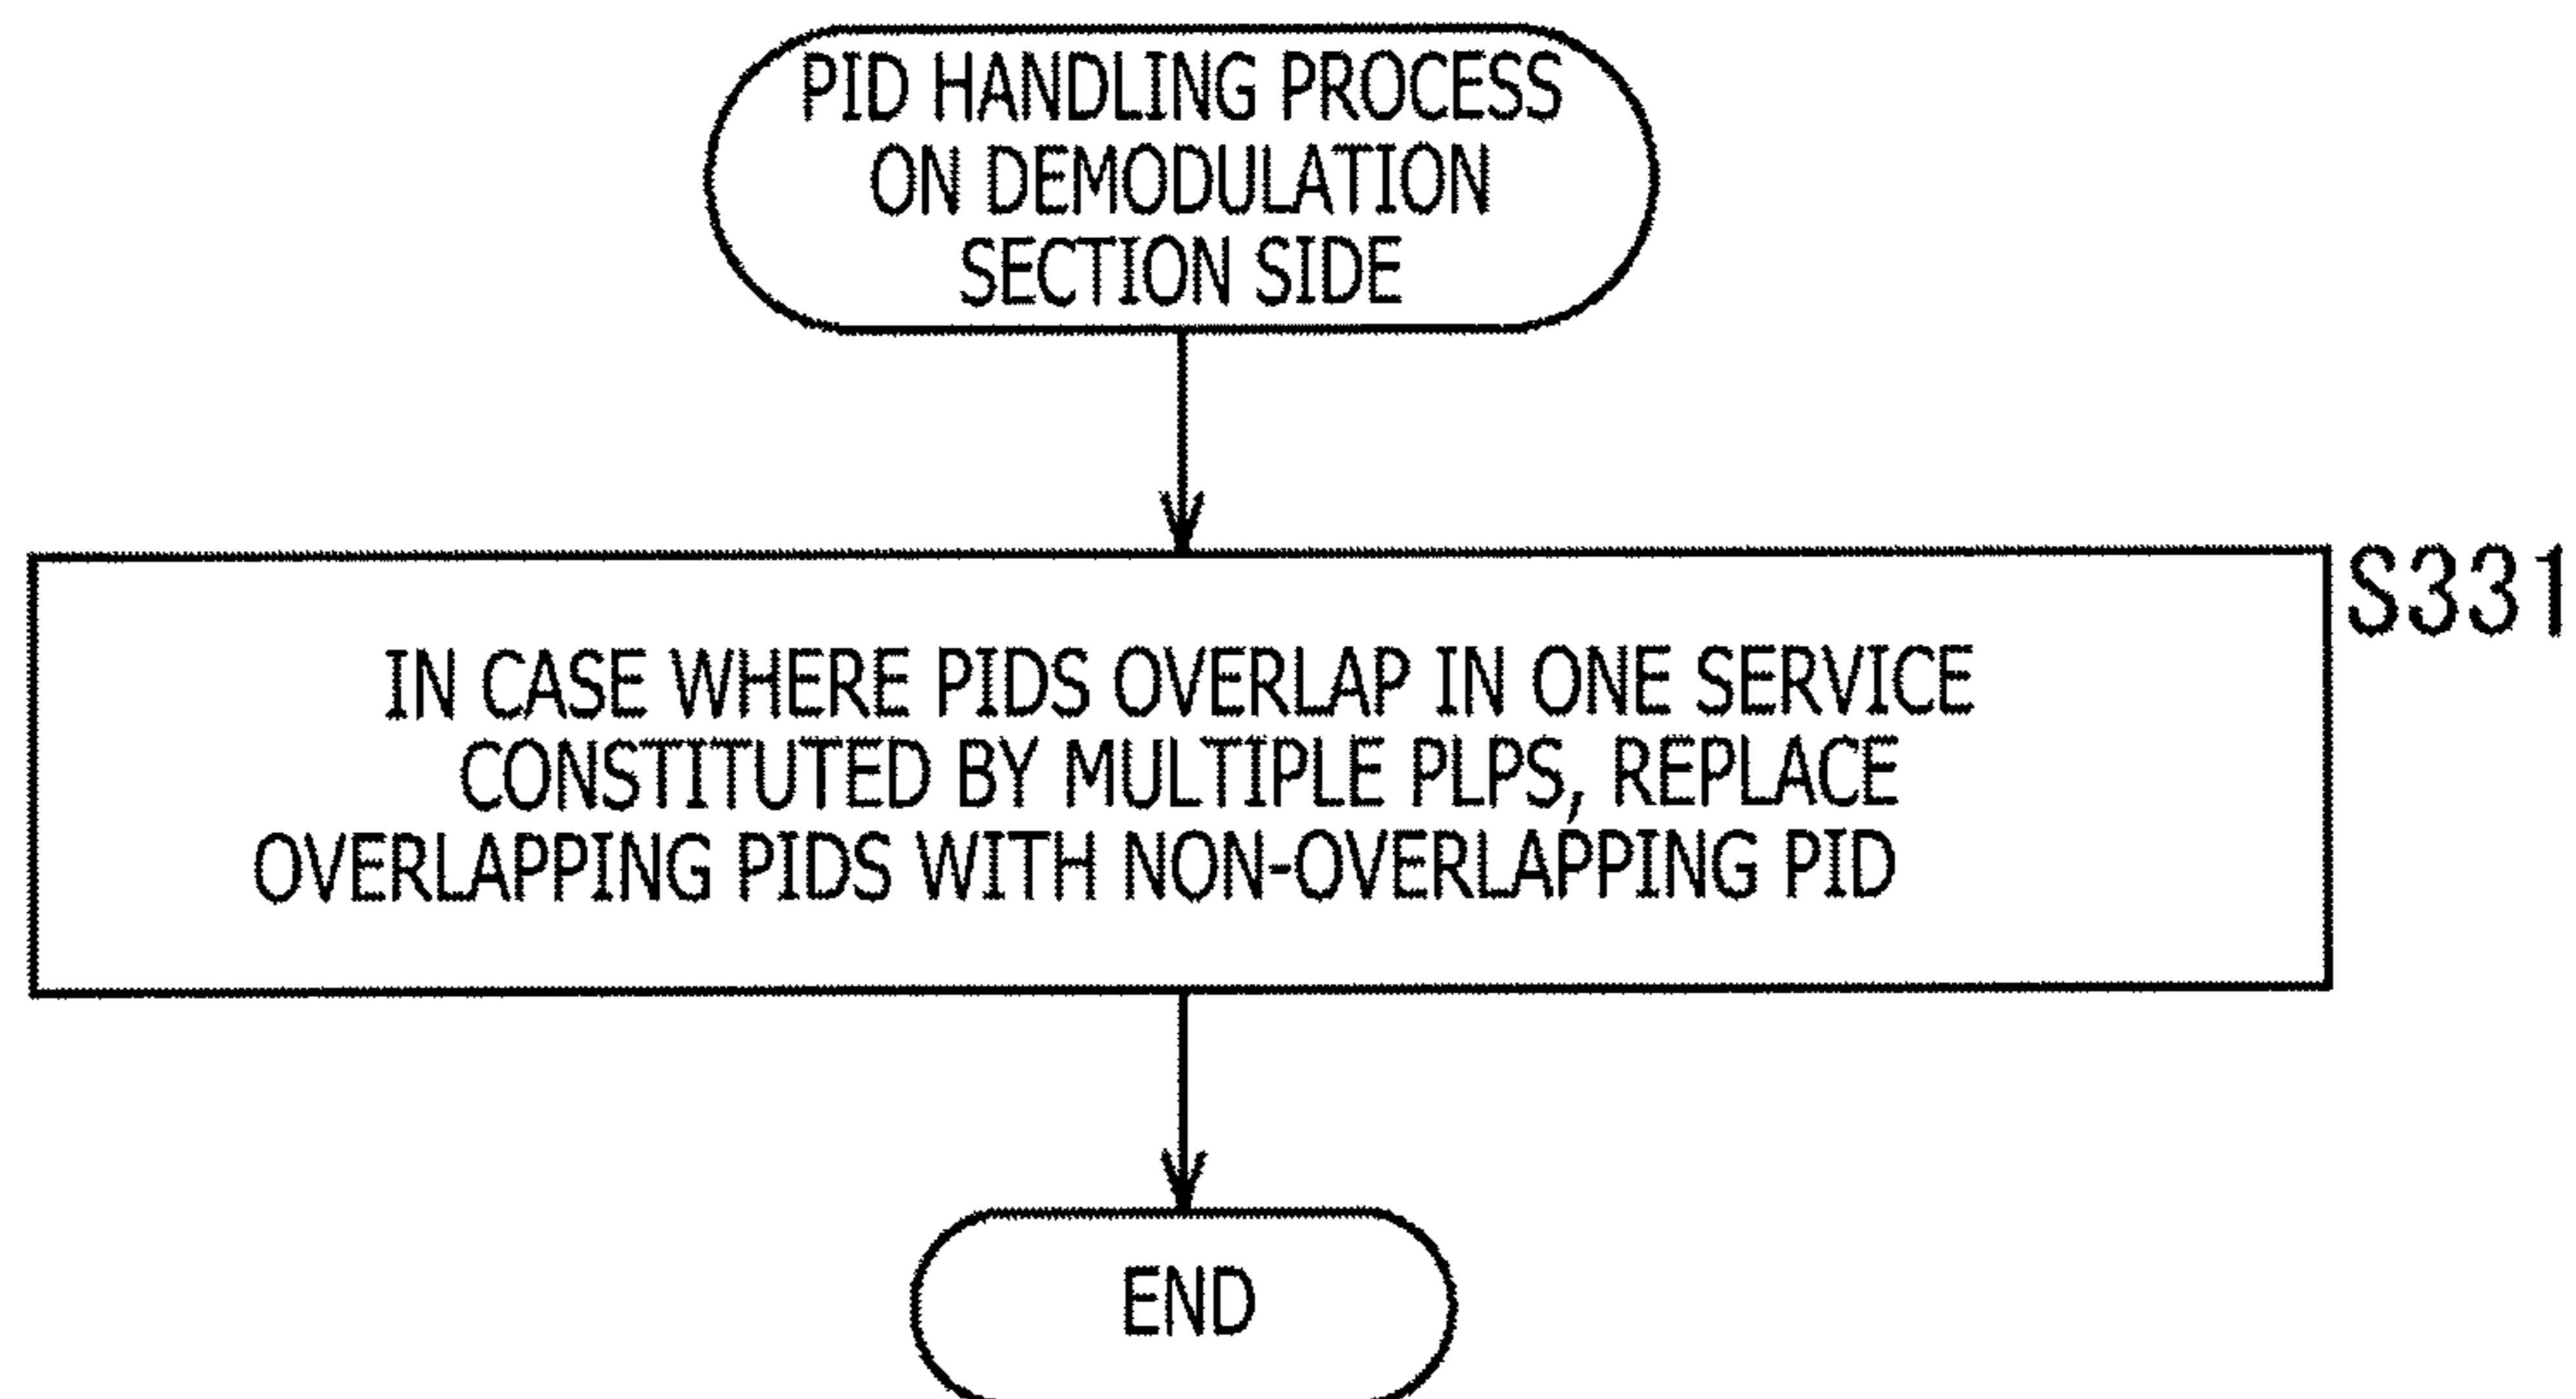 PID HANDLING PROCESS
ON DEMODULATION
SECTION SIDE
S331
IN CASE WHERE PIDS OVERLAP IN ONE SERVICE
CONSTITUTED BY MULTIPLE PLPS, REPLACE
OVERLAPPING PIDS WITH NON-OVERLAPPING PID
END